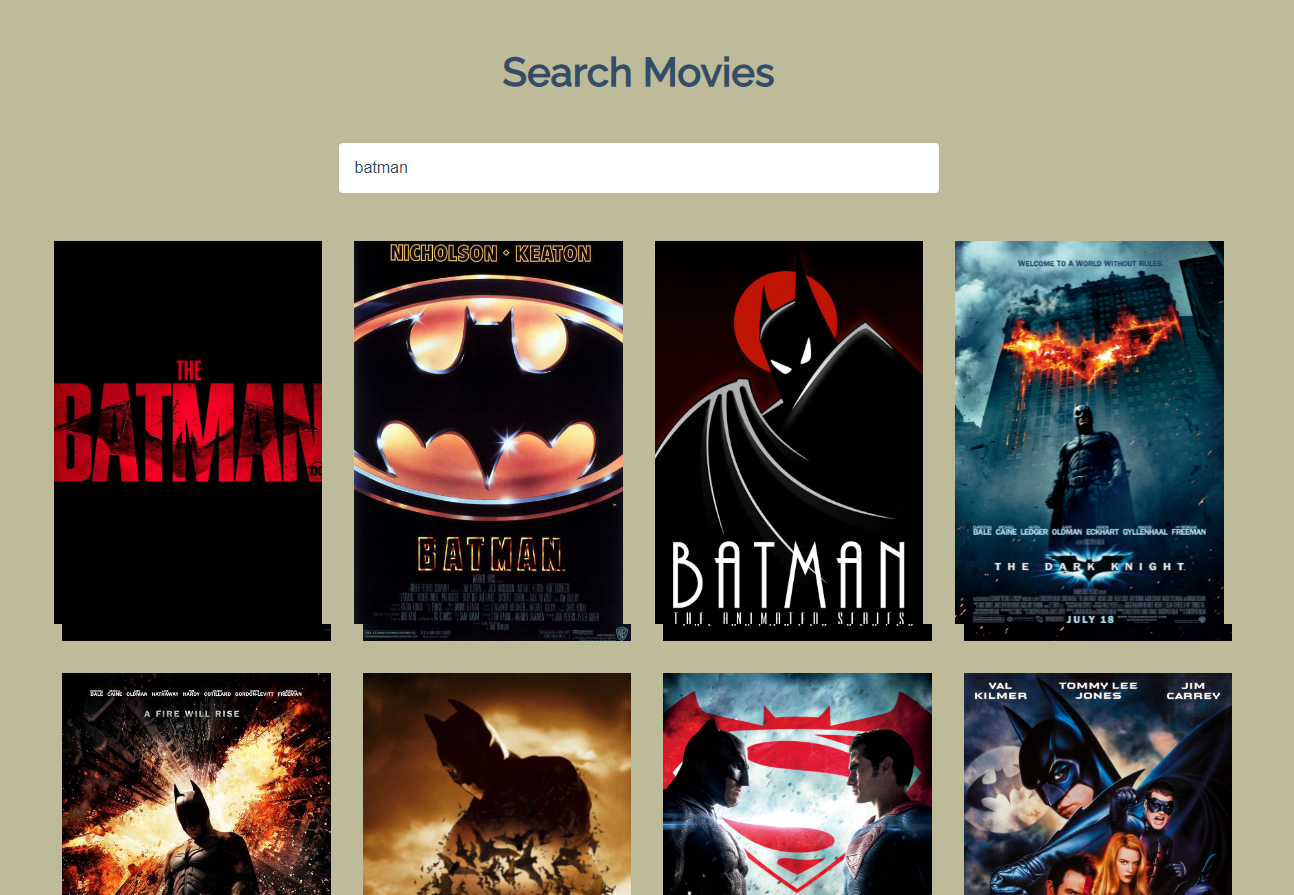 Search Movies
batman
THE
BATMAN
DC
NICHOLSON • KEATON
BATMAN
BATMAN
THE ANIMATED SERIES
WELCOME TO A WORLD WITHOUT RULES.
BALE CAINE LEDGER OLDMAN ECKHART GYLLENHAAL FREEMAN
THE DARK KNIGHT
JULY 18
BALE CAINE OLDMAN HATHAWAY HARDY COTILLARD GORDON-LEVITT FREEMAN
A FIRE WILL RISE
VAL KILMER
TOMMY LEE JONES
JIM CARREY